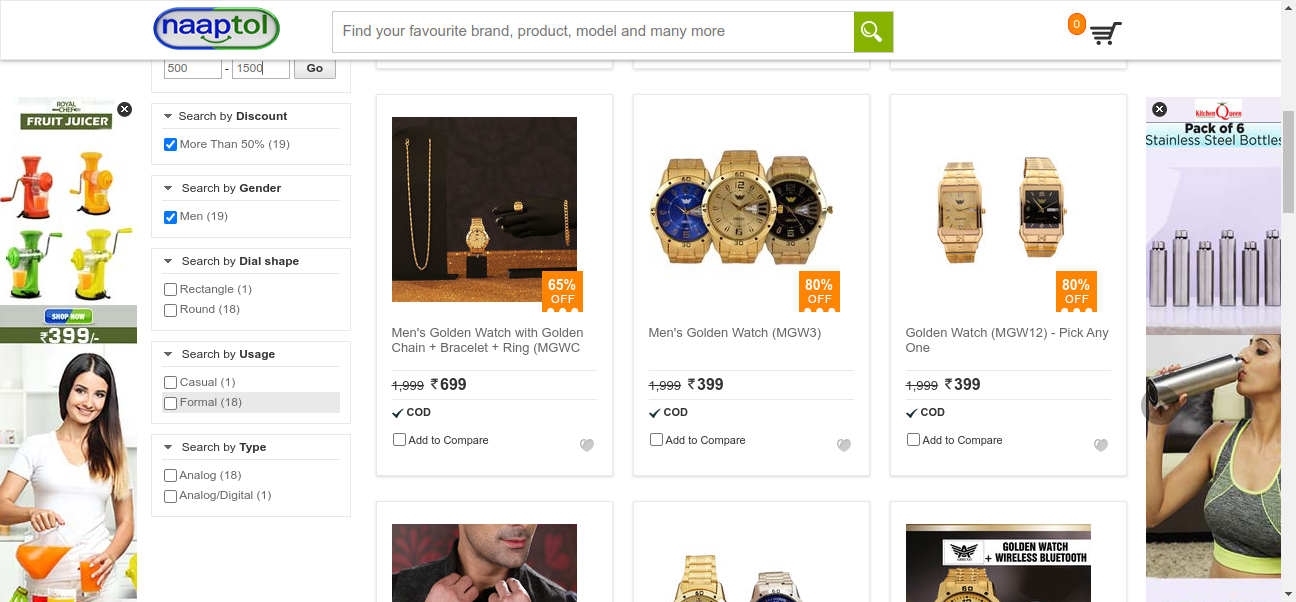 naaptol
Find your favourite brand, product, model and many more
0
500 - 1500 Go
Search by Discount
More Than 50% (19)
Search by Gender
Men (19)
Search by Dial shape
Rectangle (1)
Round (18)
Search by Usage
Casual (1)
Formal (18)
Search by Type
Analog (18)
Analog/Digital (1)
ROYAL
CHEF
FRUIT JUICER
SHOP NOW
₹399/-
65%
OFF
Men's Golden Watch with Golden
Chain + Bracelet + Ring (MGWC
1,999 ₹699
COD
Add to Compare
80%
OFF
Men's Golden Watch (MGW3)
1,999 ₹399
COD
Add to Compare
80%
OFF
Golden Watch (MGW12) - Pick Any
One
1,999 ₹399
COD
Add to Compare
GOLDEN WATCH
+ WIRELESS BLUETOOTH
Kitchen Queen
Pack of 6
Stainless Steel Bottles